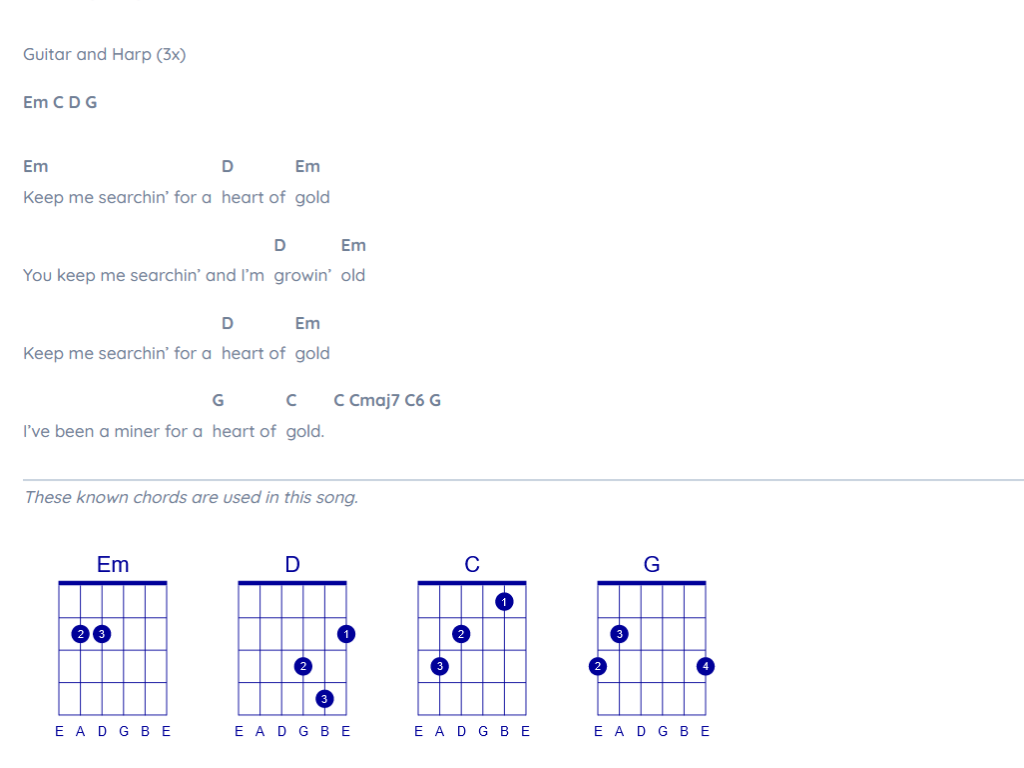 Guitar and Harp (3x)
Em C D G
Em D Em
Keep me searchin’ for a heart of gold
D Em
You keep me searchin’ and I’m growin’ old
D Em
Keep me searchin’ for a heart of gold
G C C Cmaj7 C6 G
I’ve been a miner for a heart of gold.
These known chords are used in this song.
Em D C G
1
2 3 1 2 3
2 3 2 4
3
E A D G B E E A D G B E E A D G B E E A D G B E